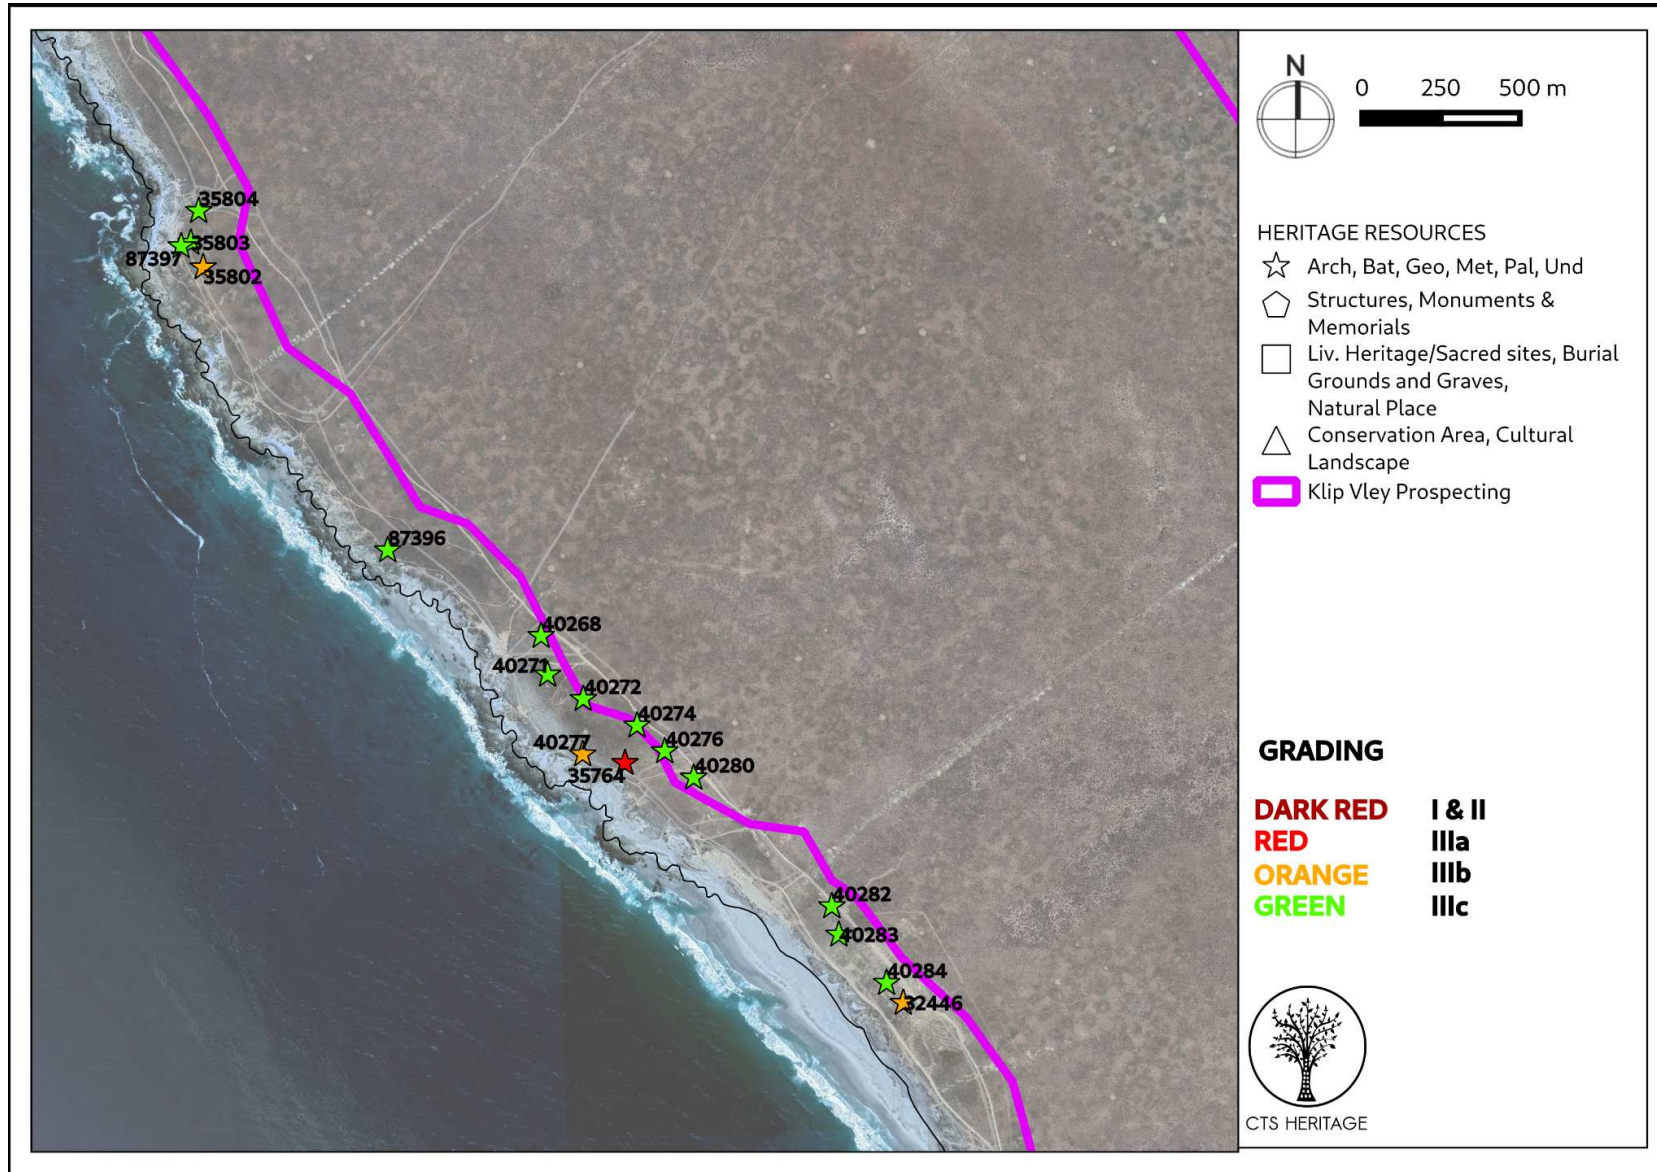 35804
35803
87397
35802
87396
40268
40271
40272
40274
40277
40276
35764
40280
40282
40283
40284
32446
N
0 250 500 m
HERITAGE RESOURCES
Arch, Bat, Geo, Met, Pal, Und
Structures, Monuments &
Memorials
Liv. Heritage/Sacred sites, Burial
Grounds and Graves,
Natural Place
Conservation Area, Cultural
Landscape
Klip Vley Prospecting
GRADING
DARK RED I & II
RED IIIa
ORANGE IIIb
GREEN IIIc
CTS HERITAGE